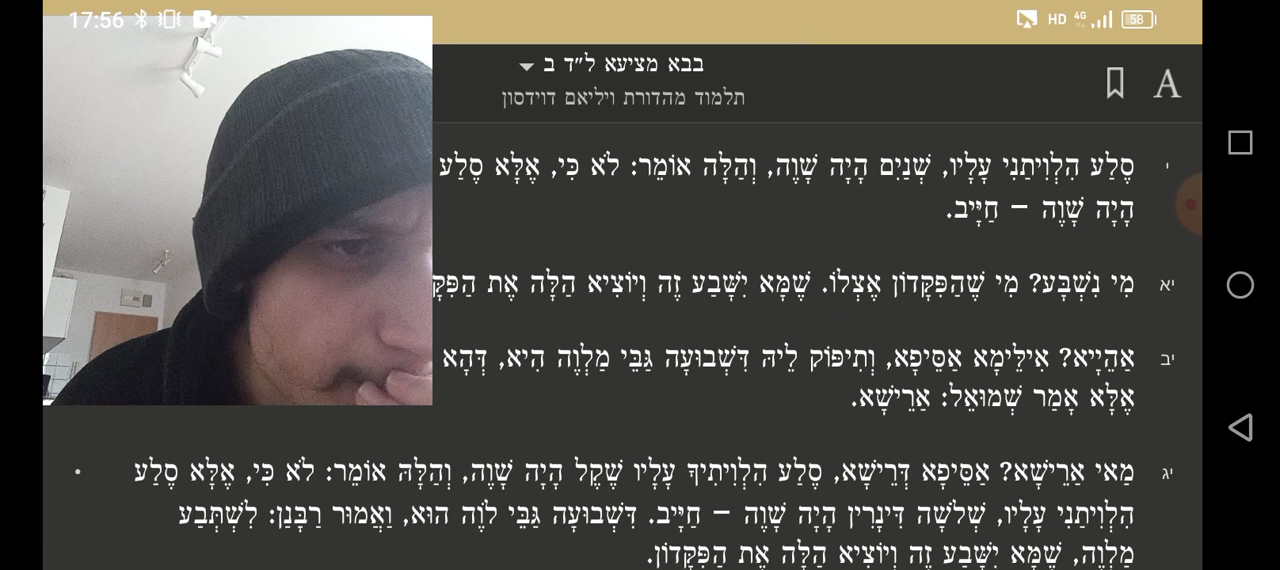 17:56
HD 4G 58
בבא מציעא ל״ד ב
תלמוד מהדורת ויליאם דוידסון
A
י סֶלַע הִלְוִיתַנִי עָלָיו, שְׁנַיִם הָיָה שָׁוֶה, וְהַלָּה אוֹמֵר: לֹא כִּי, אֶלָּא סֶלַע
הָיָה שָׁוֶה – חַיָּיב.
יא מִי נִשְׁבָּע? מִי שֶׁהַפִּקָּדוֹן אֶצְלוֹ. שֶׁמָּא יִשָּׁבַע זֶה וְיוֹצִיא הַלָּה אֶת
יב אַהֵיָיא? אִילֵּימָא אַסֵּיפָא, וְתִיפּוֹק לֵיהּ דִּשְׁבוּעָה גַּבֵּי מַלְוֶה הִיא, דְּהָא
אֶלָּא אָמַר שְׁמוּאֵל: אַרֵישָׁא.
יג מַאי אַרֵישָׁא? אַסֵּיפָא דְּרֵישָׁא, סֶלַע הִלְוִיתִיךָ עָלָיו שֶׁקֶל הָיָה שָׁוֶה, וְהַלָּה אוֹמֵר: לֹא כִּי, אֶלָּא סֶלַע
הִלְוִיתַנִי עָלָיו, שְׁלֹשָׁה דִּינָרִין הָיָה שָׁוֶה – חַיָּיב. דִּשְׁבוּעָה גַּבֵּי לֹוֶה הוּא, וַאֲמוּר רַבָּנַן: לִשְׁתְּבַע
מַלְוֶה, שֶׁמָּא יִשָּׁבַע זֶה וְיוֹצִיא הַלָּה אֶת הַפִּקָּדוֹן.